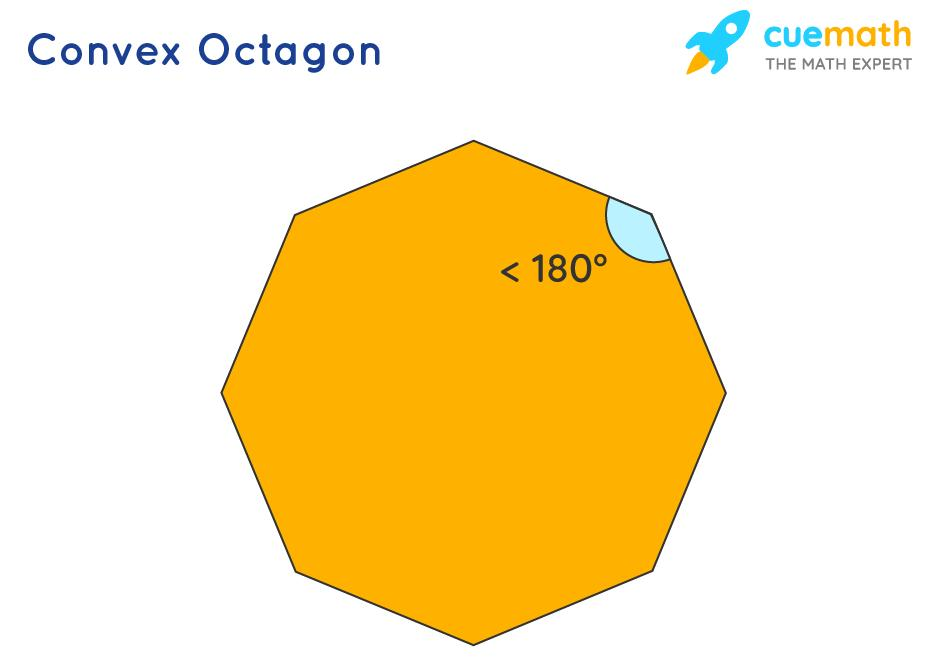 Convex Octagon
cuemath
THE MATH EXPERT
< 180°